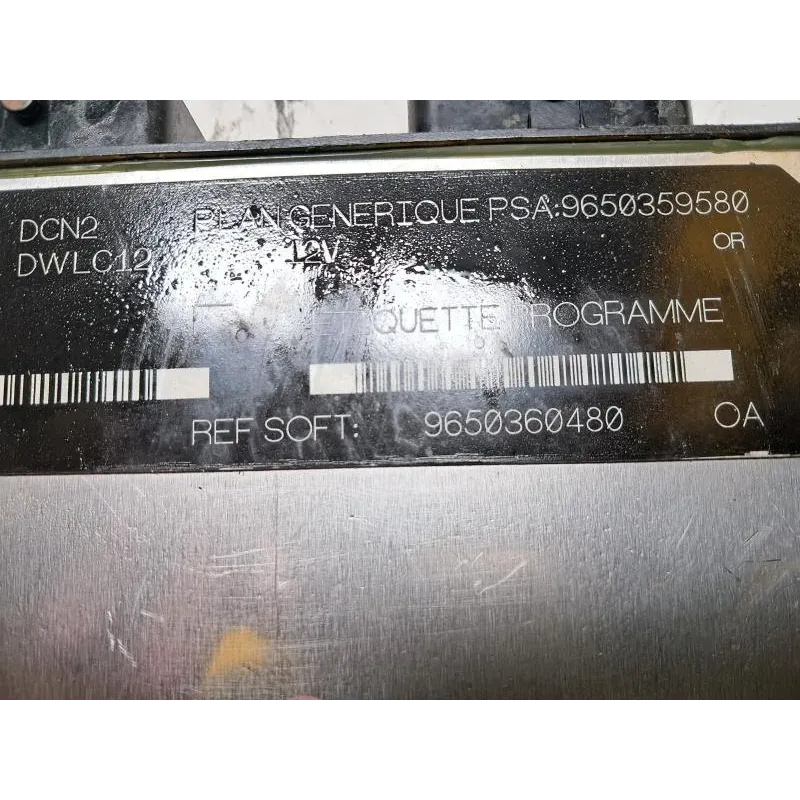 DCN2 PLAN GENERIQUE PSA:9650359580
DWLC12 12V OR
QUETTE PROGRAMME
REF SOFT: 9650360480 OA